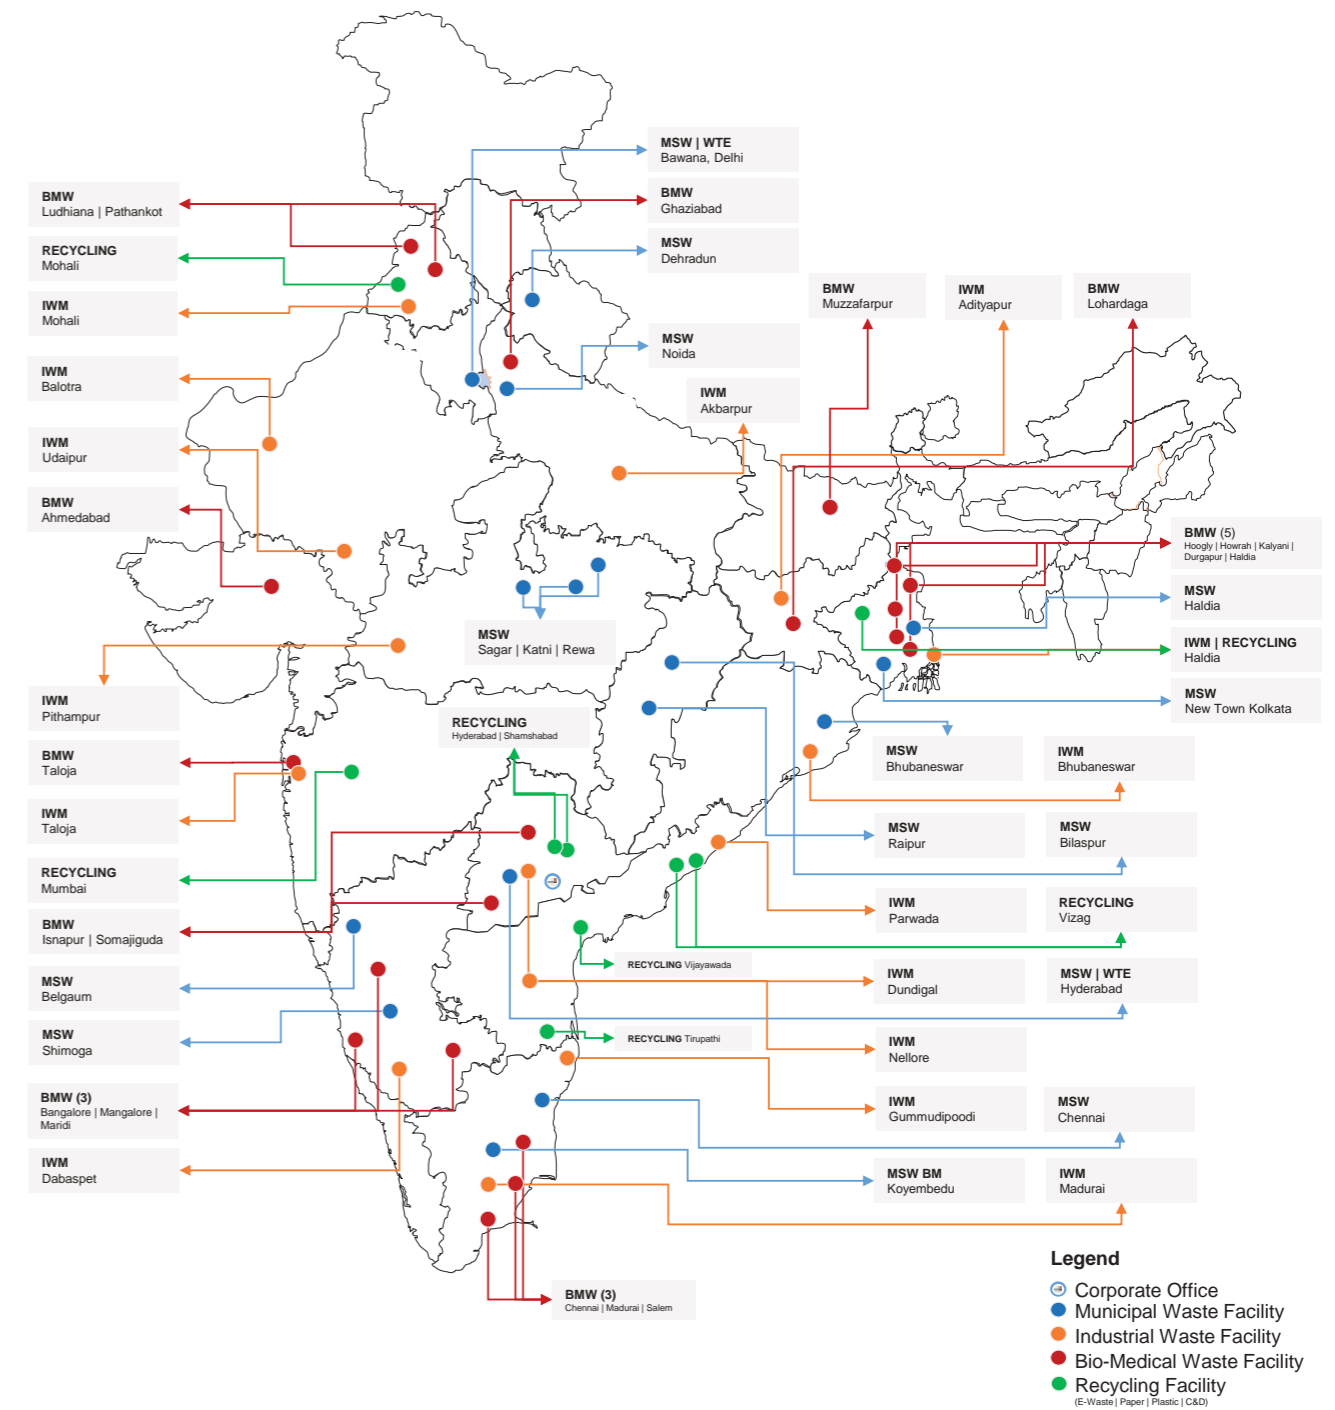 MSW | WTE
Bawana, Delhi
BMW
Ludhiana | Pathankot
BMW
Ghaziabad
RECYCLING
Mohali
MSW
Dehradun
IWM
Mohali
BMW
Muzzafarpur
IWM
Adityapur
BMW
Lohardaga
MSW
Noida
IWM
Balotra
IWM
Akbarpur
IWM
Udaipur
BMW
Ahmedabad
BMW (5)
Hoogly | Howrah | Kalyani |
Durgapur | Haldia
MSW
Haldia
MSW
Sagar | Katni | Rewa
IWM | RECYCLING
Haldia
IWM
Pithampur
MSW
New Town Kolkata
RECYCLING
Hyderabad | Shamshabad
BMW
Taloja
MSW
Bhubaneswar
IWM
Bhubaneswar
IWM
Taloja
MSW
Raipur
MSW
Bilaspur
RECYCLING
Mumbai
IWM
Parwada
RECYCLING
Vizag
BMW
Isnapur | Somajiguda
RECYCLING Vijayawada
MSW
Belgaum
IWM
Dundigal
MSW | WTE
Hyderabad
MSW
Shimoga
RECYCLING Tirupathi
IWM
Nellore
BMW (3)
Bangalore | Mangalore |
Maridi
IWM
Gummudipoodi
MSW
Chennai
IWM
Dabaspet
MSW BM
Koyembedu
IWM
Madurai
BMW (3)
Chennai | Madurai | Salem
Legend
Corporate Office
Municipal Waste Facility
Industrial Waste Facility
Bio-Medical Waste Facility
Recycling Facility
(E-Waste | Paper | Plastic | C&D)